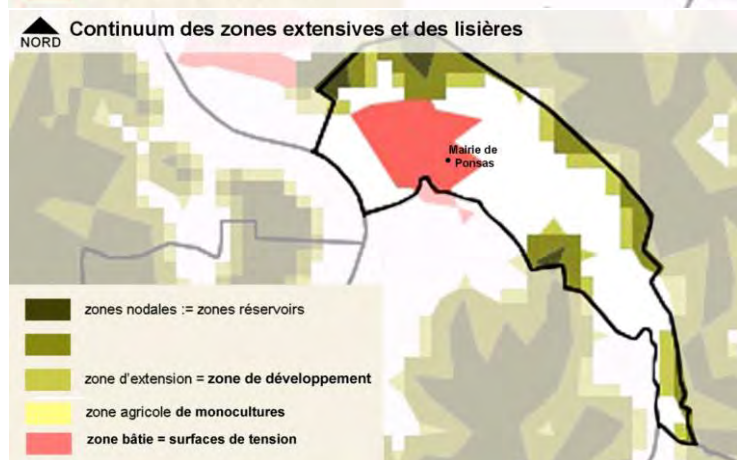 NORD
Continuum des zones extensives et des lisières
Mairie de
Ponsas
zones nodales := zones réservoirs
zone d'extension = zone de développement
zone agricole de monocultures
zone bâtie = surfaces de tension